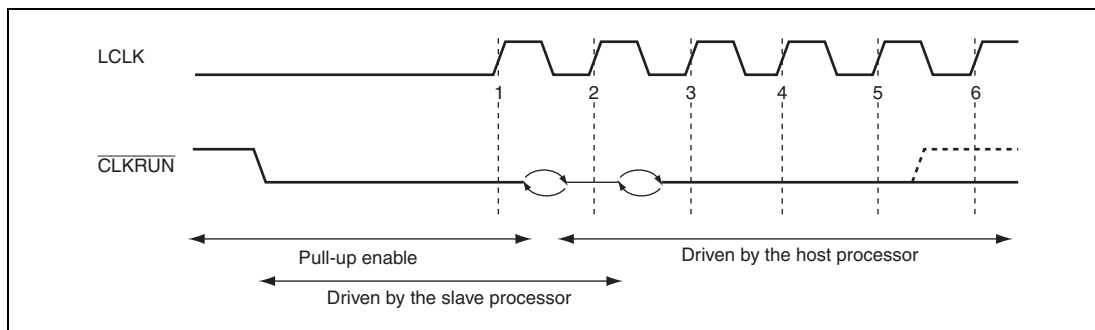 LCLK
1 2 3 4 5 6
CLKRUN
Pull-up enable
Driven by the host processor
Driven by the slave processor